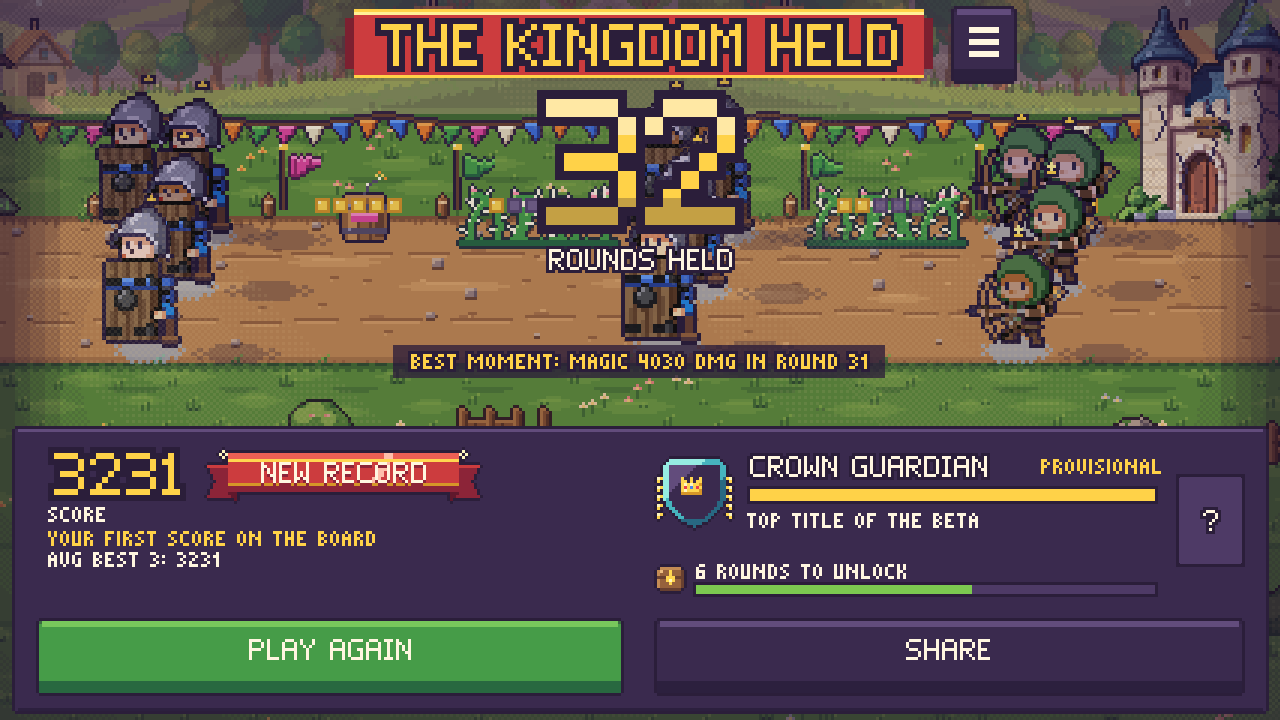 THE KINGDOM HELD
32
ROUNDS HELD
BEST MOMENT: MAGIC 4030 DMG IN ROUND 31
3231
NEW RECORD
SCORE
YOUR FIRST SCORE ON THE BOARD
AVG BEST 3: 3231
CROWN GUARDIAN
PROVISIONAL
TOP TITLE OF THE BETA
?
6 ROUNDS TO UNLOCK
PLAY AGAIN
SHARE